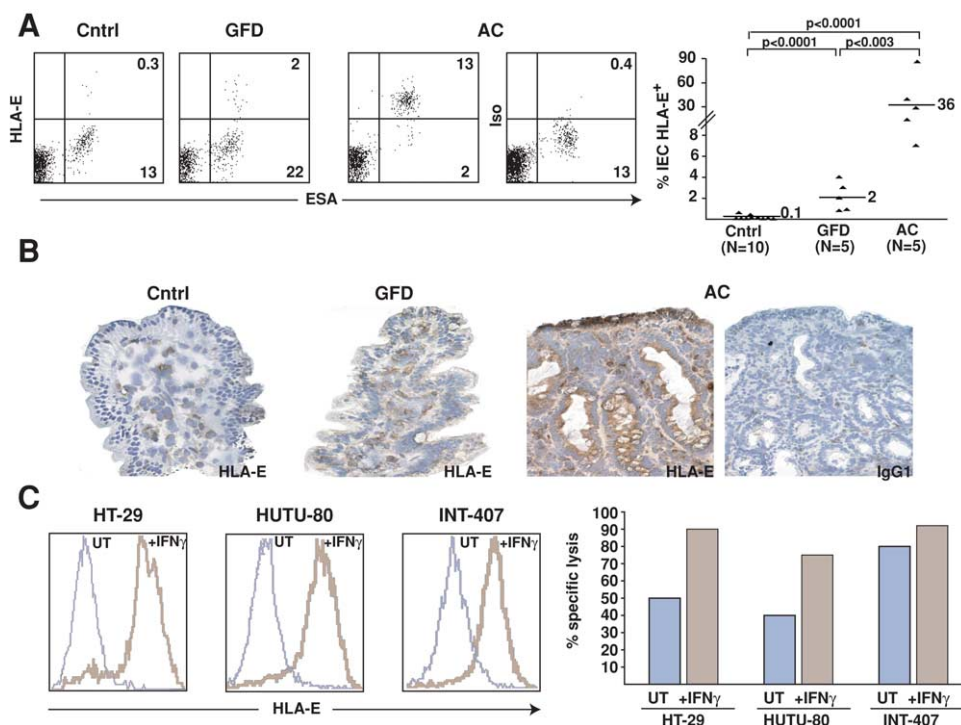 A
Cntrl
GFD
AC
HLA-E
0.3
13
2
22
13
2
Iso
0.4
13
ESA
p<0.0001
p<0.0001
p<0.003
% IEC HLA-E+
90
30
8
6
4
2
0.1
2
36
Cntrl
(N=10)
GFD
(N=5)
AC
(N=5)
B
Cntrl
GFD
AC
HLA-E
HLA-E
HLA-E
IgG1
C
HT-29
HUTU-80
INT-407
UT +IFNγ
UT +IFNγ
UT +IFNγ
HLA-E
% specific lysis
100
90
80
70
60
50
40
30
20
10
UT +IFNγ UT +IFNγ UT +IFNγ
HT-29 HUTU-80 INT-407